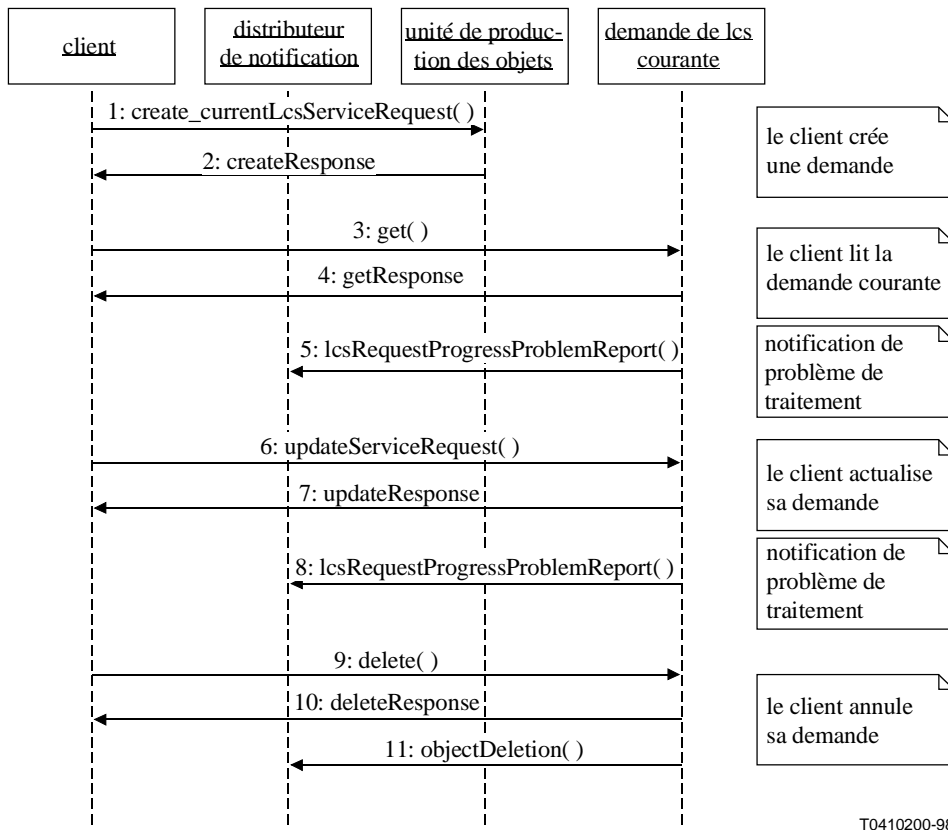 client
distributeur
de notification
unité de produc-
tion des objets
demande de lcs
courante
1: create_currentLcsServiceRequest( )
le client crée
une demande
2: createResponse
3: get( )
le client lit la
demande courante
4: getResponse
5: lcsRequestProgressProblemReport( )
notification de
problème de
traitement
6: updateServiceRequest( )
le client actualise
sa demande
7: updateResponse
8: lcsRequestProgressProblemReport( )
notification de
problème de
traitement
9: delete( )
10: deleteResponse
le client annule
sa demande
11: objectDeletion( )
T0410200-98